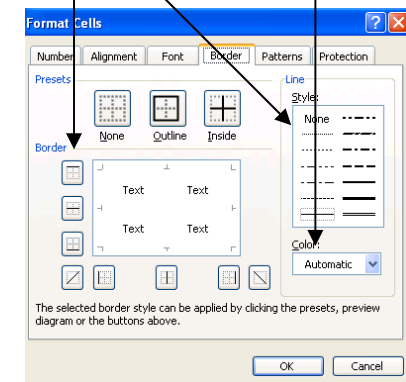 Format Cells
Number Alignment Font Border Patterns Protection
Presets
Line
Style:
None
None Outline Inside
Border
Text Text
Text Text
Color:
Automatic
The selected border style can be applied by clicking the presets, preview
diagram or the buttons above.
OK Cancel